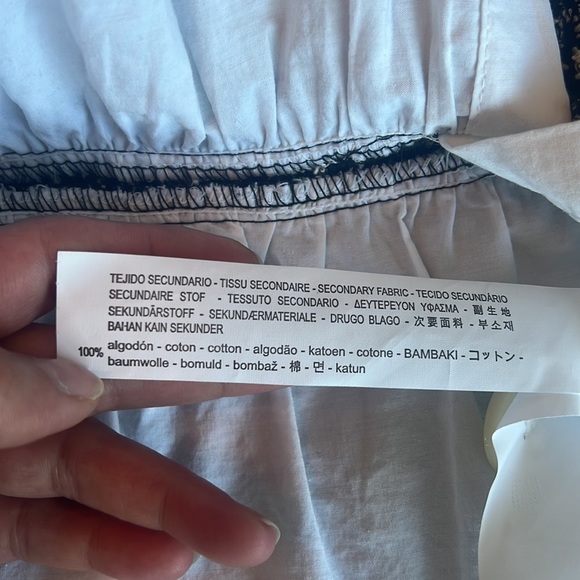 TEJIDO SECUNDARIO - TISSU SECONDAIRE - SECONDARY FABRIC - TECIDO SECUNDÁRIO
SECUNDAIRE STOF - TESSUTO SECONDARIO - ΔΕΥΤΕΡΕΥΟΝ ΥΦΑΣΜΑ - 副生地
SEKUNDÄRSTOFF - SEKUNDÆRMATERIALE - DRUGO BLAGO - 次要面料 - 부소재
BAHAN KAIN SEKUNDER
100% algodón - coton - cotton - algodão - katoen - cotone - BAMBAKI - コットン -
baumwolle - bomuld - bombaž - 棉 - 면 - katun